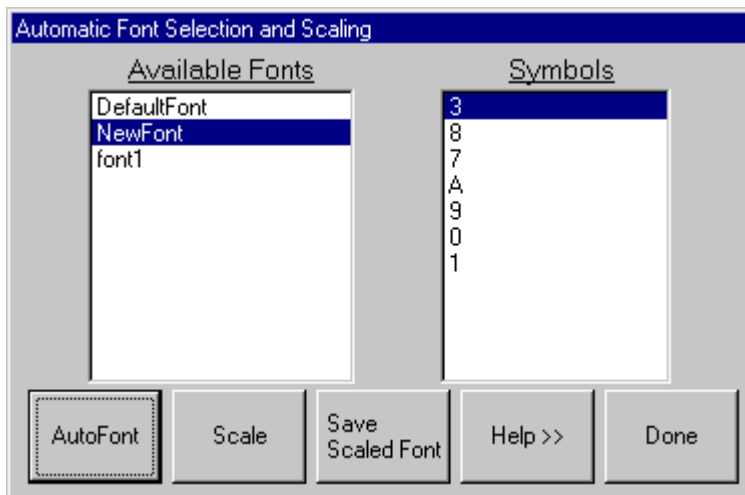 Automatic Font Selection and Scaling
Available Fonts
DefaultFont
NewFont
font1
Symbols
3
8
7
A
9
0
1
AutoFont
Scale
Save
Scaled Font
Help >>
Done